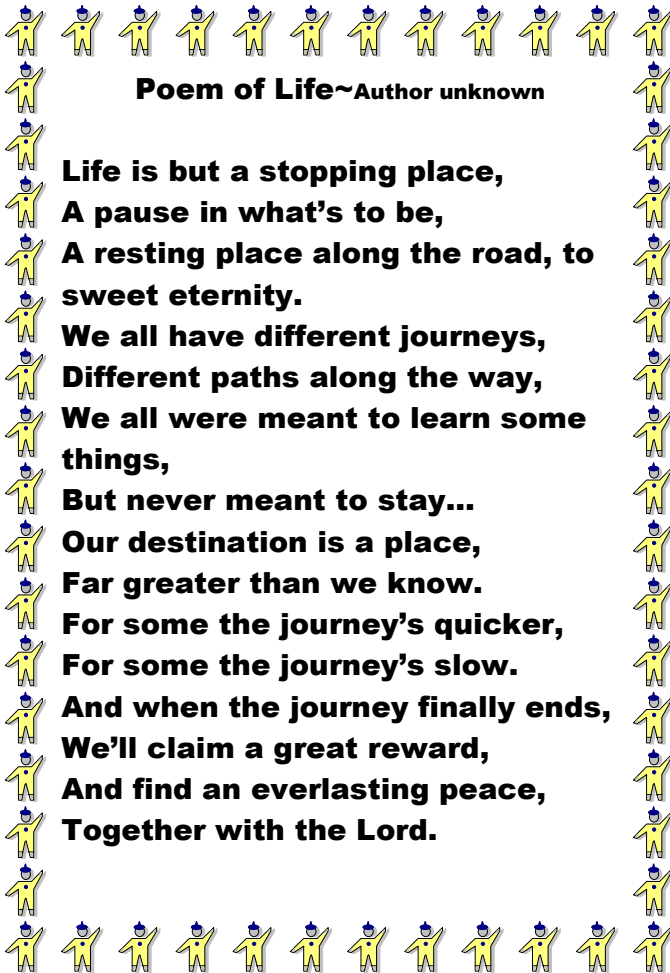 Poem of Life~Author unknown
Life is but a stopping place,
A pause in what’s to be,
A resting place along the road, to
sweet eternity.
We all have different journeys,
Different paths along the way,
We all were meant to learn some
things,
But never meant to stay…
Our destination is a place,
Far greater than we know.
For some the journey’s quicker,
For some the journey’s slow.
And when the journey finally ends,
We’ll claim a great reward,
And find an everlasting peace,
Together with the Lord.